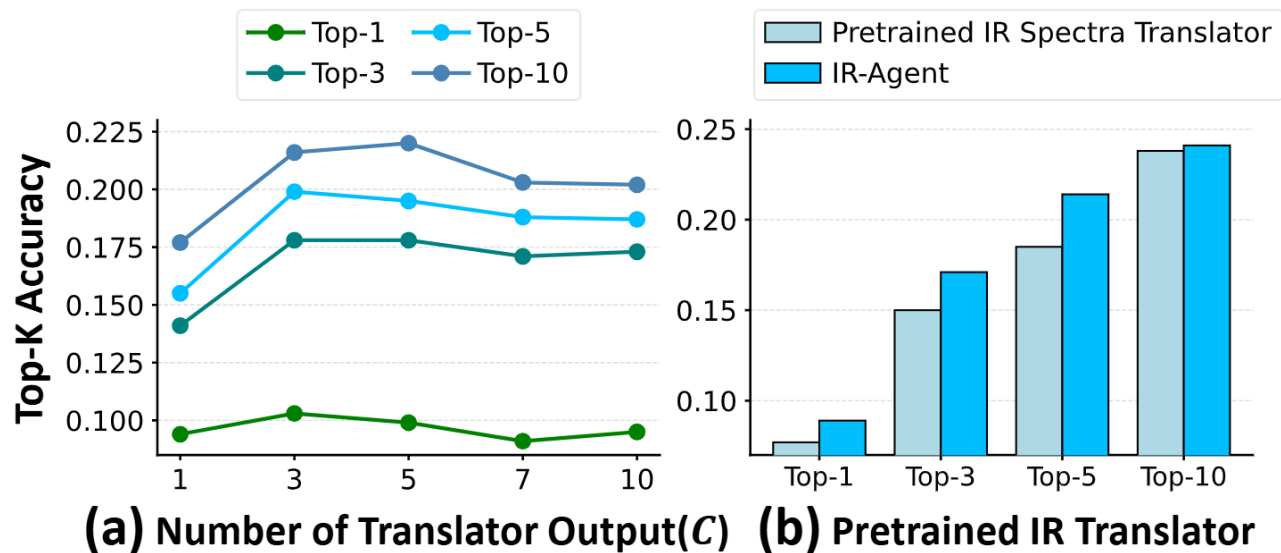 Top-1
Top-5
Top-3
Top-10
Top-K Accuracy
0.225
0.200
0.175
0.150
0.125
0.100
1 3 5 7 10
(a) Number of Translator Output(C)
Pretrained IR Spectra Translator
IR-Agent
0.25
0.20
0.15
0.10
Top-1 Top-3 Top-5 Top-10
(b) Pretrained IR Translator